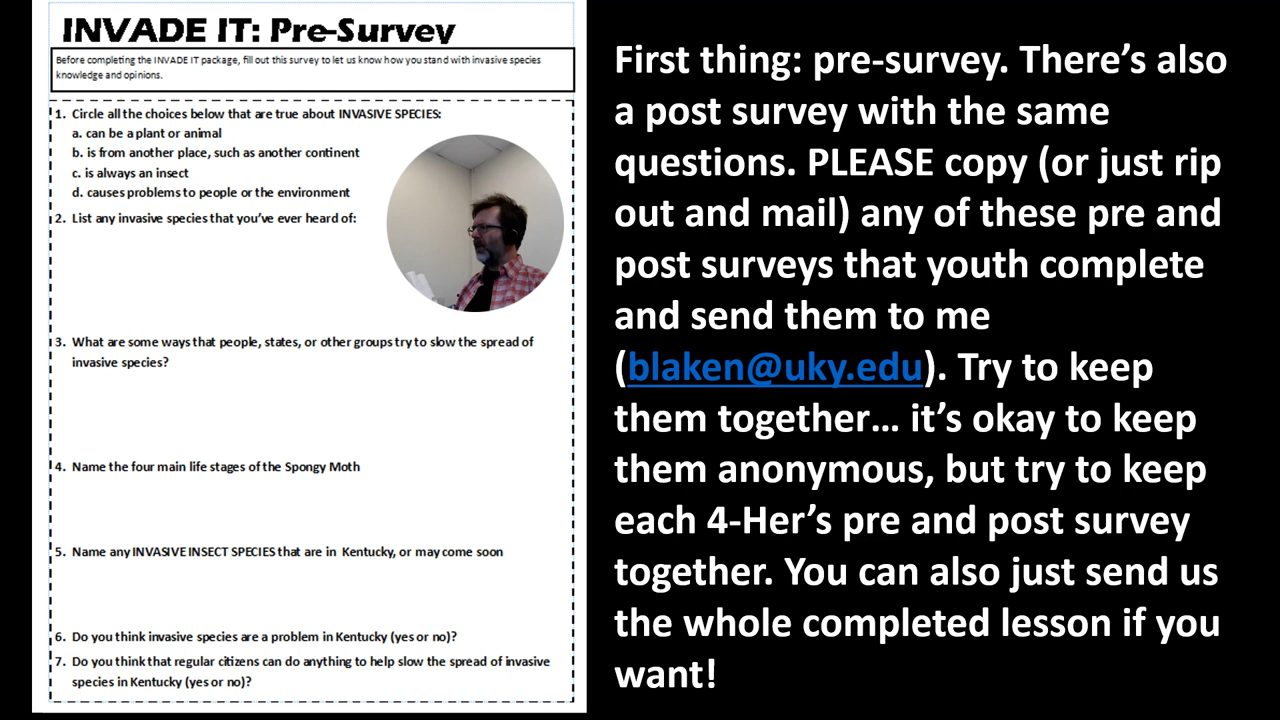 INVADE IT: Pre-Survey
Before completing the INVADE IT package, fill out this survey to let us know how you stand with invasive species
knowledge and opinions.
1. Circle all the choices below that are true about INVASIVE SPECIES:
a. can be a plant or animal
b. is from another place, such as another continent
c. is always an insect
d. causes problems to people or the environment
2. List any invasive species that you've ever heard of:
3. What are some ways that people, states, or other groups try to slow the spread of
invasive species?
4. Name the four main life stages of the Spongy Moth
5. Name any INVASIVE INSECT SPECIES that are in Kentucky, or may come soon
6. Do you think invasive species are a problem in Kentucky (yes or no)?
7. Do you think that regular citizens can do anything to help slow the spread of invasive
species in Kentucky (yes or no)?
First thing: pre-survey. There’s also
a post survey with the same
questions. PLEASE copy (or just rip
out and mail) any of these pre and
post surveys that youth complete
and send them to me
(blaken@uky.edu). Try to keep
them together… it’s okay to keep
them anonymous, but try to keep
each 4-Her’s pre and post survey
together. You can also just send us
the whole completed lesson if you
want!